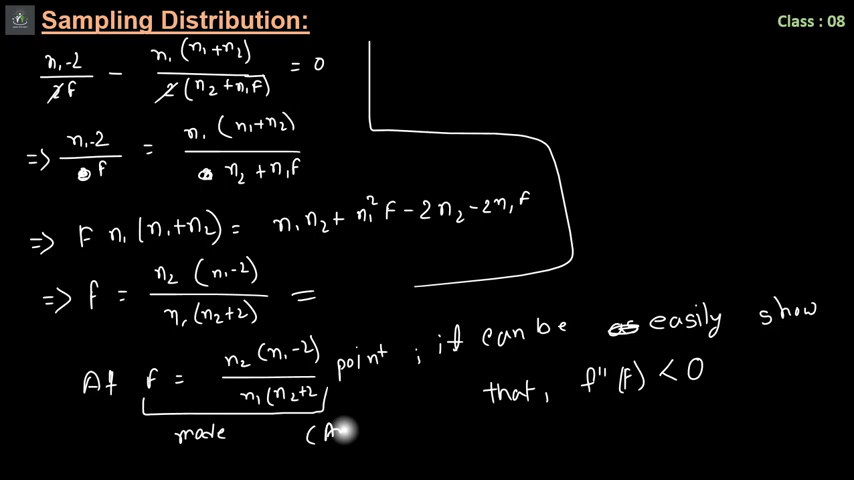 Sampling Distribution:
Class : 08
n₁-2/2F - n₁(n₁+n₂)/2(n₂+n₁F) = 0
=> n₁-2/F = n₁(n₁+n₂)/n₂+n₁F
=> F n₁(n₁+n₂) = n₁n₂ + n₁²F - 2n₂ - 2n₁F
=> F = n₂(n₁-2)/n₁(n₂+2) =
At F = n₂(n₁-2)/n₁(n₂+2 point ; it can be easily show
that, f''(F) < 0
mode (